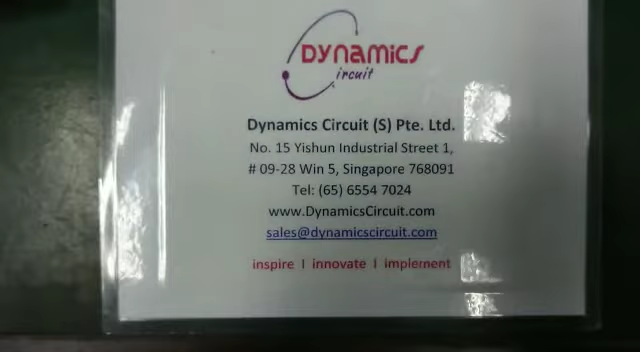 DYNAMICS
ircuit
Dynamics Circuit (S) Pte. Ltd.
No. 15 Yishun Industrial Street 1,
# 09-28 Win 5, Singapore 768091
Tel: (65) 6554 7024
www.DynamicsCircuit.com
sales@dynamicscircuit.com
inspire I innovate I implement